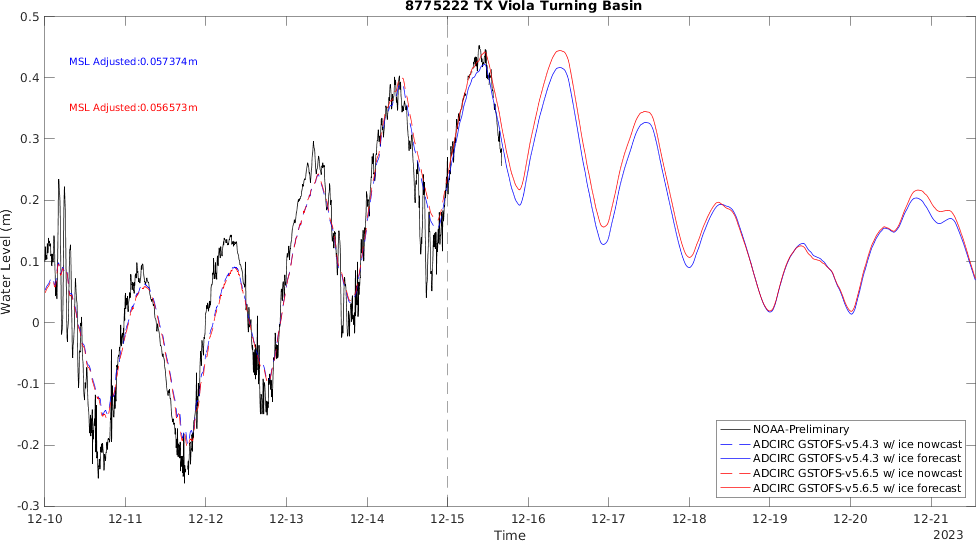 8775222 TX Viola Turning Basin
MSL Adjusted:0.057374m
MSL Adjusted:0.056573m
Water Level (m)
0.5
0.4
0.3
0.2
0.1
0
-0.1
-0.2
-0.3
NOAA-Preliminary
ADCIRC GSTOFS-v5.4.3 w/ ice nowcast
ADCIRC GSTOFS-v5.4.3 w/ ice forecast
ADCIRC GSTOFS-v5.6.5 w/ ice nowcast
ADCIRC GSTOFS-v5.6.5 w/ ice forecast
12-10 12-11 12-12 12-13 12-14 12-15 12-16 12-17 12-18 12-19 12-20 12-21
Time
2023